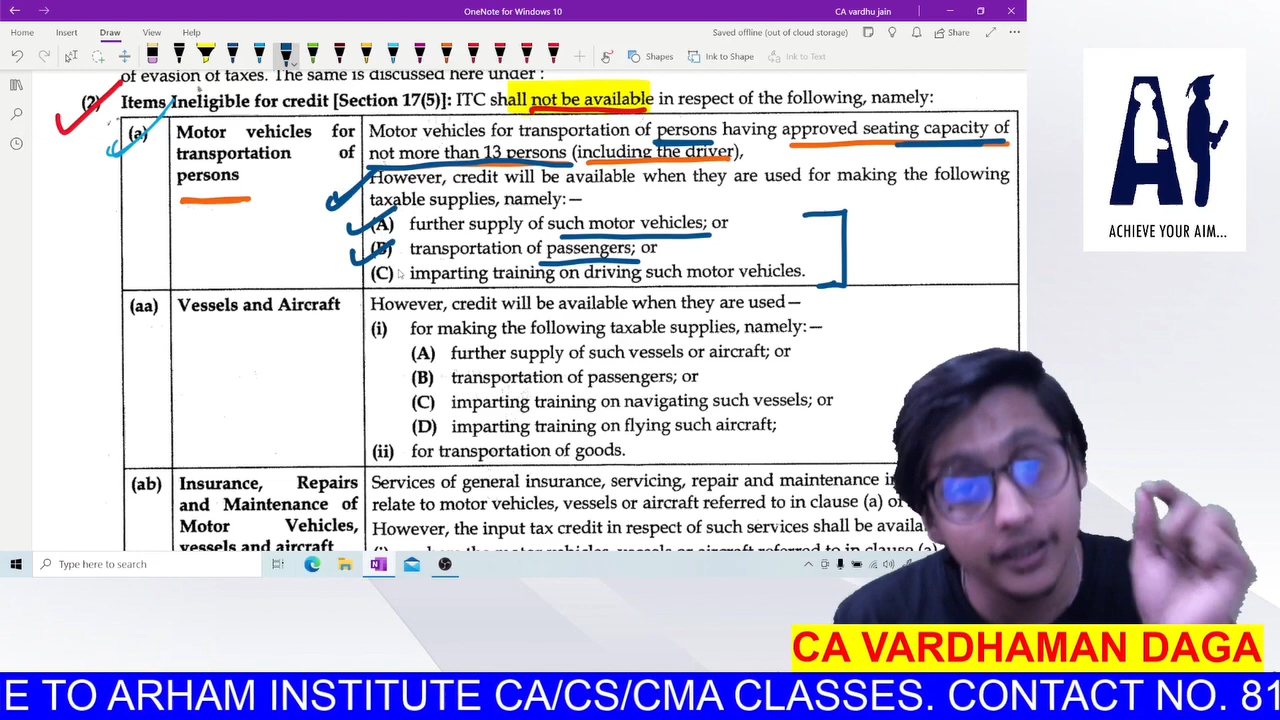 OneNote for Windows 10
CA vardhu jain
Home Insert Draw View Help
Saved offline (out of cloud storage)
Share
Shapes
Ink to Shape
Ink to Text
of evasion of taxes. The same is discussed here under :
(2) Items Ineligible for credit [Section 17(5)]: ITC shall not be available in respect of the following, namely:
(a) Motor vehicles for transportation of persons
Motor vehicles for transportation of persons having approved seating capacity of
not more than 13 persons (including the driver),
However, credit will be available when they are used for making the following
taxable supplies, namely:—
(A) further supply of such motor vehicles; or
(B) transportation of passengers; or
(C) imparting training on driving such motor vehicles.
(aa) Vessels and Aircraft
However, credit will be available when they are used—
(i) for making the following taxable supplies, namely:—
(A) further supply of such vessels or aircraft; or
(B) transportation of passengers; or
(C) imparting training on navigating such vessels; or
(D) imparting training on flying such aircraft;
(ii) for transportation of goods.
(ab) Insurance, Repairs
and Maintenance of
Motor Vehicles,
vessels and aircraft
Services of general insurance, servicing, repair and maintenance
relate to motor vehicles, vessels or aircraft referred to in clause (a)
However, the input tax credit in respect of such services shall be
Type here to search
ACHIEVE YOUR AIM...
CA VARDHAMAN DAGA
E TO ARHAM INSTITUTE CA/CS/CMA CLASSES. CONTACT NO. 81